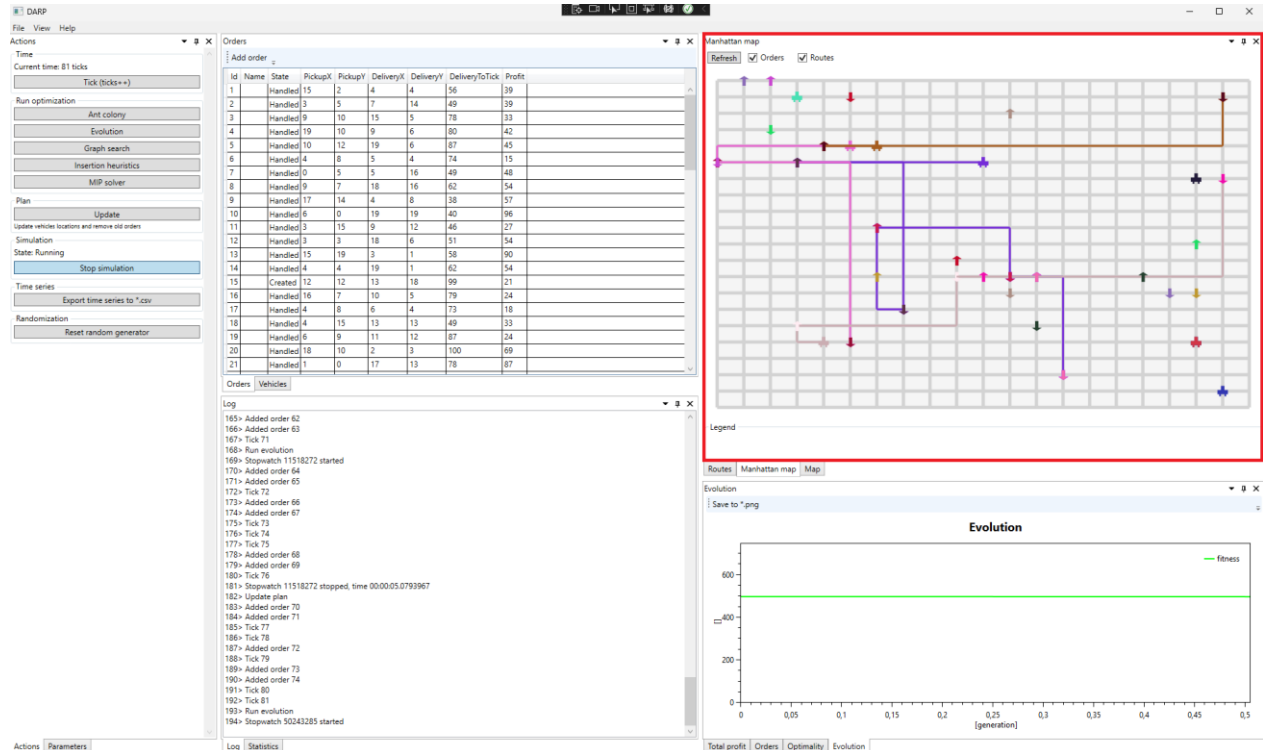 DARP
File View Help
Actions
Time
Current time: 81 ticks
Tick (ticks++)
Run optimization
Ant colony
Evolution
Graph search
Insertion heuristics
MIP solver
Plan
Update
Update vehicles locations and remove old orders
Simulation
State: Running
Stop simulation
Time series
Export time series to *.csv
Randomization
Reset random generator
Actions Parameters
Orders
Add order
Id Name State PickupX PickupY DeliveryX DeliveryY DeliveryToTick Profit
1 Handled 15 2 4 4 56 39
2 Handled 3 5 7 14 49 39
3 Handled 9 10 15 5 78 33
4 Handled 19 10 9 6 80 42
5 Handled 10 12 19 6 87 45
6 Handled 4 8 5 4 74 15
7 Handled 0 5 5 16 49 48
8 Handled 9 7 18 16 62 54
9 Handled 17 14 4 8 38 57
10 Handled 6 0 19 19 40 96
11 Handled 3 15 9 12 46 27
12 Handled 3 3 18 6 51 54
13 Handled 15 19 3 1 58 90
14 Handled 4 4 19 1 62 54
15 Created 12 12 13 18 99 21
16 Handled 16 7 10 5 79 24
17 Handled 4 8 6 4 73 18
18 Handled 4 15 13 13 49 33
19 Handled 6 9 11 12 87 24
20 Handled 18 10 2 3 100 69
21 Handled 1 0 17 13 78 87
Orders Vehicles
Log
165> Added order 62
166> Added order 63
167> Tick 71
168> Run evolution
169> Stopwatch 11518272 started
170> Added order 64
171> Added order 65
172> Tick 72
173> Added order 66
174> Added order 67
175> Tick 73
176> Tick 74
177> Tick 75
178> Added order 68
179> Added order 69
180> Tick 76
181> Stopwatch 11518272 stopped, time 00:00:05.0793967
182> Update plan
183> Added order 70
184> Added order 71
185> Tick 77
186> Tick 78
187> Added order 72
188> Tick 79
189> Added order 73
190> Added order 74
191> Tick 80
192> Tick 81
193> Run evolution
194> Stopwatch 50243285 started
Log Statistics
Manhattan map
Refresh Orders Routes
Legend
Routes Manhattan map Map
Evolution
Save to *.png
Evolution
fitness
600
400
200
0
[]
0 0,05 0,1 0,15 0,2 0,25 0,3 0,35 0,4 0,45 0,5
[generation]
Total profit Orders Optimality Evolution